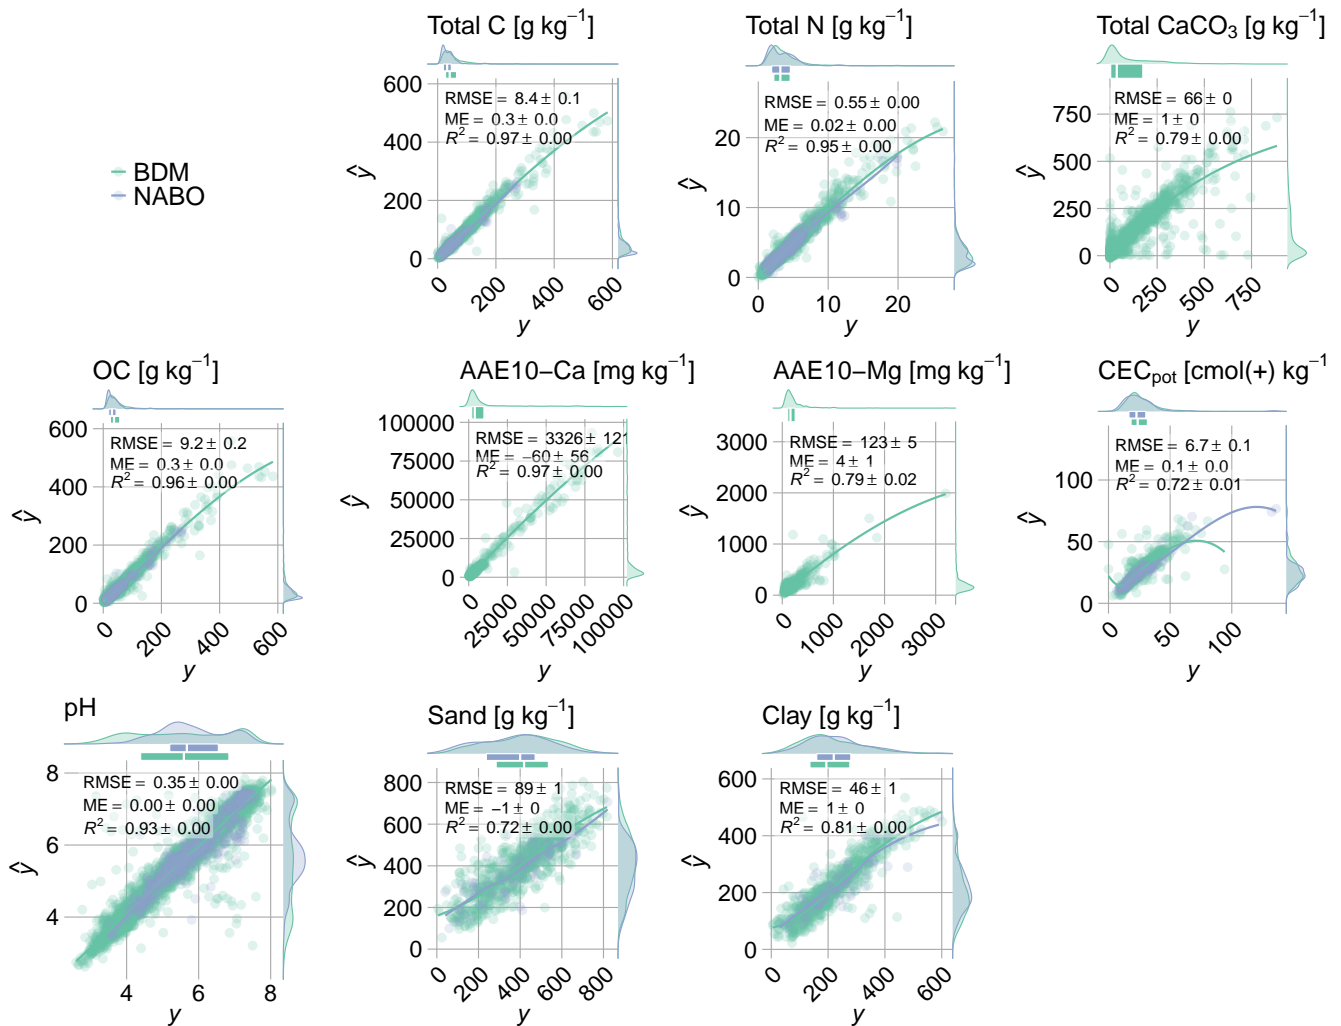 Total C [g kg⁻¹]
RMSE = 8.4 ± 0.1
ME = 0.3 ± 0.0
R² = 0.97 ± 0.00
600
400
200
0
ŷ
0
200
400
600
y
Total N [g kg⁻¹]
RMSE = 0.55 ± 0.00
ME = 0.02 ± 0.00
R² = 0.95 ± 0.00
20
10
0
ŷ
0
10
20
y
Total CaCO₃ [g kg⁻¹]
RMSE = 66 ± 0
ME = 1 ± 0
R² = 0.79 ± 0.00
750
500
250
0
ŷ
0
250
500
750
y
BDM
NABO
OC [g kg⁻¹]
RMSE = 9.2 ± 0.2
ME = 0.3 ± 0.0
R² = 0.96 ± 0.00
600
400
200
0
ŷ
0
200
400
600
y
AAE10−Ca [mg kg⁻¹]
RMSE = 3326 ± 121
ME = −60 ± 56
R² = 0.97 ± 0.00
100000
75000
50000
25000
0
ŷ
0
25000
50000
75000
100000
y
AAE10−Mg [mg kg⁻¹]
RMSE = 123 ± 5
ME = 4 ± 1
R² = 0.79 ± 0.02
3000
2000
1000
0
ŷ
0
1000
2000
3000
y
CECpot [cmol(+) kg⁻¹
RMSE = 6.7 ± 0.1
ME = 0.1 ± 0.0
R² = 0.72 ± 0.01
100
50
0
ŷ
0
50
100
y
pH
RMSE = 0.35 ± 0.00
ME = 0.00 ± 0.00
R² = 0.93 ± 0.00
8
6
4
ŷ
4
6
8
y
Sand [g kg⁻¹]
RMSE = 89 ± 1
ME = −1 ± 0
R² = 0.72 ± 0.00
800
600
400
200
0
ŷ
0
200
400
600
800
y
Clay [g kg⁻¹]
RMSE = 46 ± 1
ME = 1 ± 0
R² = 0.81 ± 0.00
600
400
200
0
ŷ
0
200
400
600
y